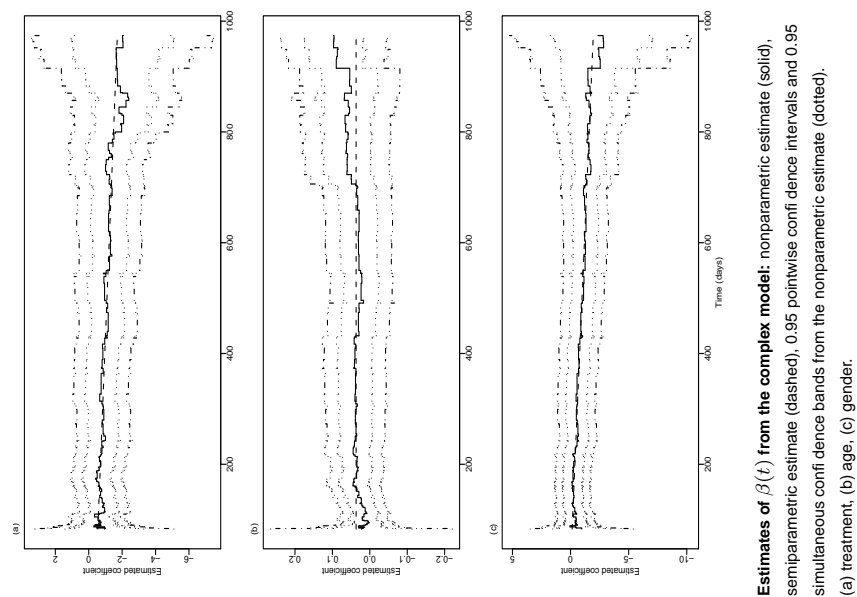 (a)
Estimated coefficient
2
0
−2
−4
−6
200
400
600
800
1000
(b)
Estimated coefficient
0.2
0.1
0.0
−0.1
−0.2
200
400
600
800
1000
(c)
Estimated coefficient
5
0
−5
−10
200
400
600
800
1000
Time (days)
Estimates of β(t) from the complex model: nonparametric estimate (solid),
semiparametric estimate (dashed), 0.95 pointwise confi dence intervals and 0.95
simultaneous confi dence bands from the nonparametric estimate (dotted).
(a) treatment, (b) age, (c) gender.